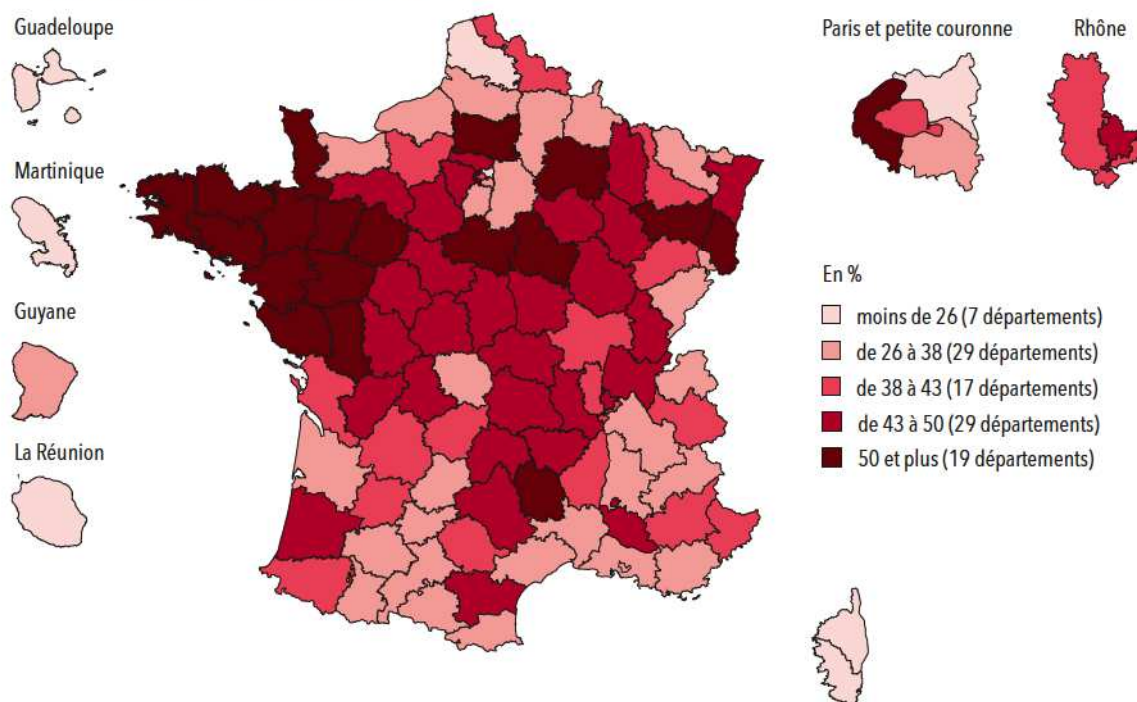 Guadeloupe
Martinique
Guyane
La Réunion
Paris et petite couronne
Rhône
En %
moins de 26 (7 départements)
de 26 à 38 (29 départements)
de 38 à 43 (17 départements)
de 43 à 50 (29 départements)
50 et plus (19 départements)